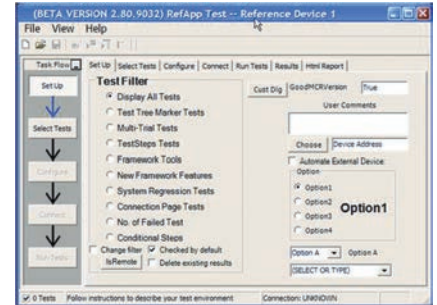 (BETA VERSION 2.80.9032) RefApp Test -- Reference Device 1
File View Help
Task Flow
Set Up Select Tests Configure Connect Run Tests Results Html Report
Set Up
Select Tests
Configure
Connect
Run Tests
Test Filter
Display All Tests
Test Tree Marker Tests
Multi-Trial Tests
TestSteps Tests
Framework Tools
New Framework Features
System Regression Tests
Connection Page Tests
No. of Failed Test
Conditional Steps
Change filter Checked by default
IsRemote Delete existing results
Cust Dlg GoodMCRVersion True
User Comments
Choose Device Address
Automate External Device:
Option
Option1
Option2
Option3
Option4
Option1
Option A Option A
(SELECT OR TYPE)
0 Tests Follow instructions to describe your test environment Connection: UNKNOWN